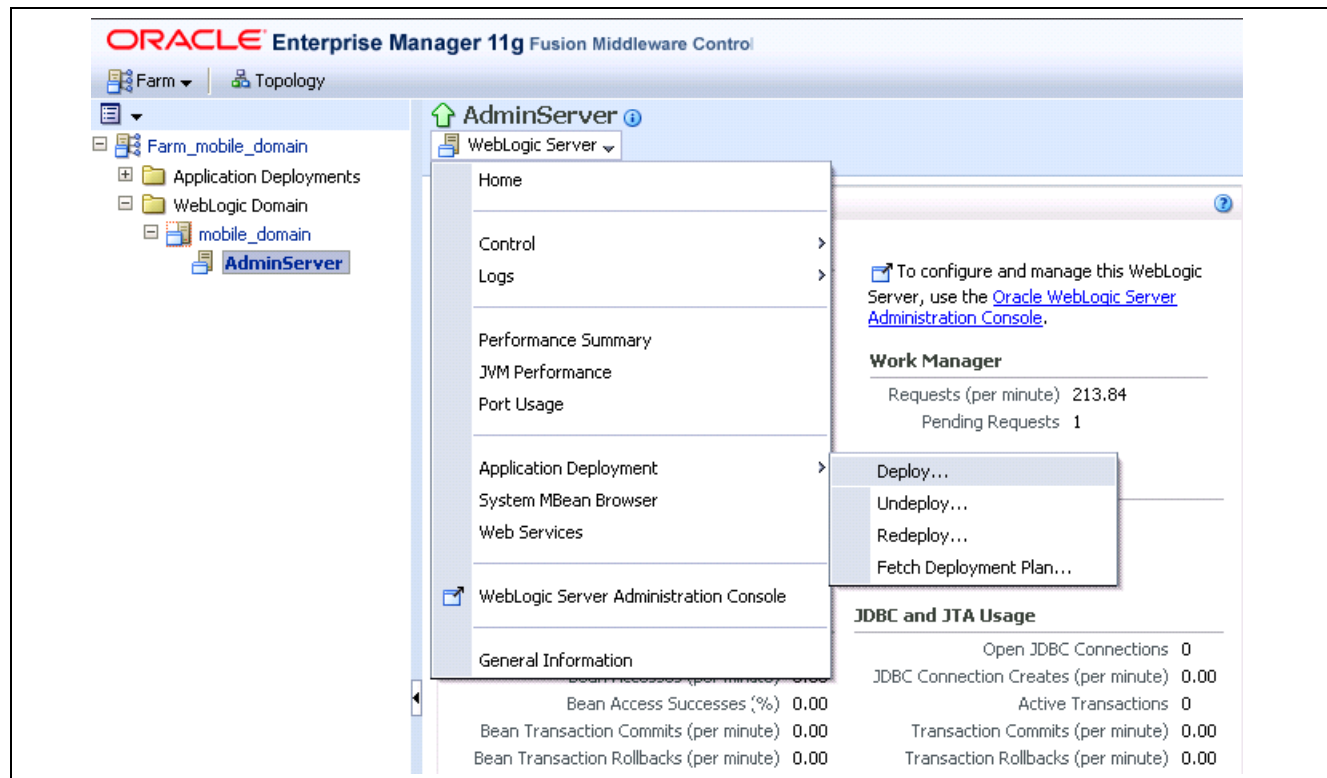 ORACLE Enterprise Manager 11g Fusion Middleware Control
Farm Topology
Farm_mobile_domain
Application Deployments
WebLogic Domain
mobile_domain
AdminServer
AdminServer
WebLogic Server
Home
Control
Logs
Performance Summary
JVM Performance
Port Usage
Application Deployment
System MBean Browser
Web Services
WebLogic Server Administration Console
General Information
Deploy...
Undeploy...
Redeploy...
Fetch Deployment Plan...
To configure and manage this WebLogic
Server, use the Oracle WebLogic Server
Administration Console.
Work Manager
Requests (per minute) 213.84
Pending Requests 1
JDBC and JTA Usage
Open JDBC Connections 0
JDBC Connection Creates (per minute) 0.00
Active Transactions 0
Transaction Commits (per minute) 0.00
Transaction Rollbacks (per minute) 0.00
Bean Access Successes (%) 0.00
Bean Transaction Commits (per minute) 0.00
Bean Transaction Rollbacks (per minute) 0.00